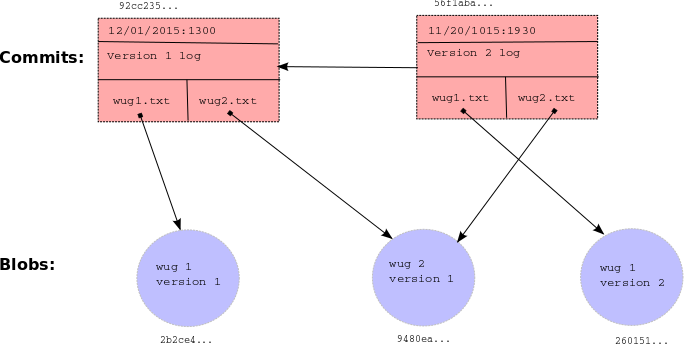 92cc235...
56f1aba...
Commits:
12/01/2015:1300
Version 1 log
wug1.txt wug2.txt
11/20/1015:1930
Version 2 log
wug1.txt wug2.txt
Blobs:
wug 1
version 1
2b2ce4...
wug 2
version 1
9480ea...
wug 1
version 2
260151...